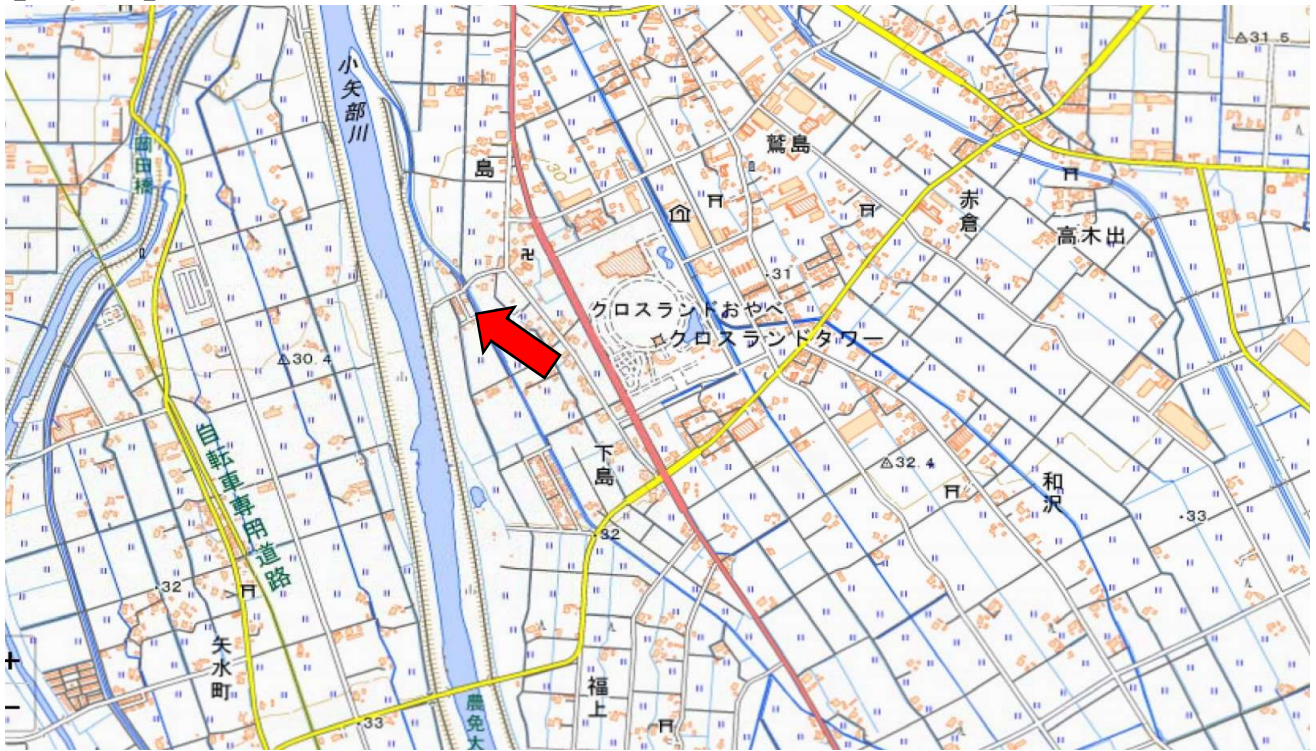 小矢部川
△31.5
鷲島
島
30
赤倉
高木出
・31
クロスランドおやべ
クロスランドタワー
△30.4
自転車専用道路
下島
△32.4
和沢
・33
・32
・32
矢水町
福上
・33
農免大
+
−